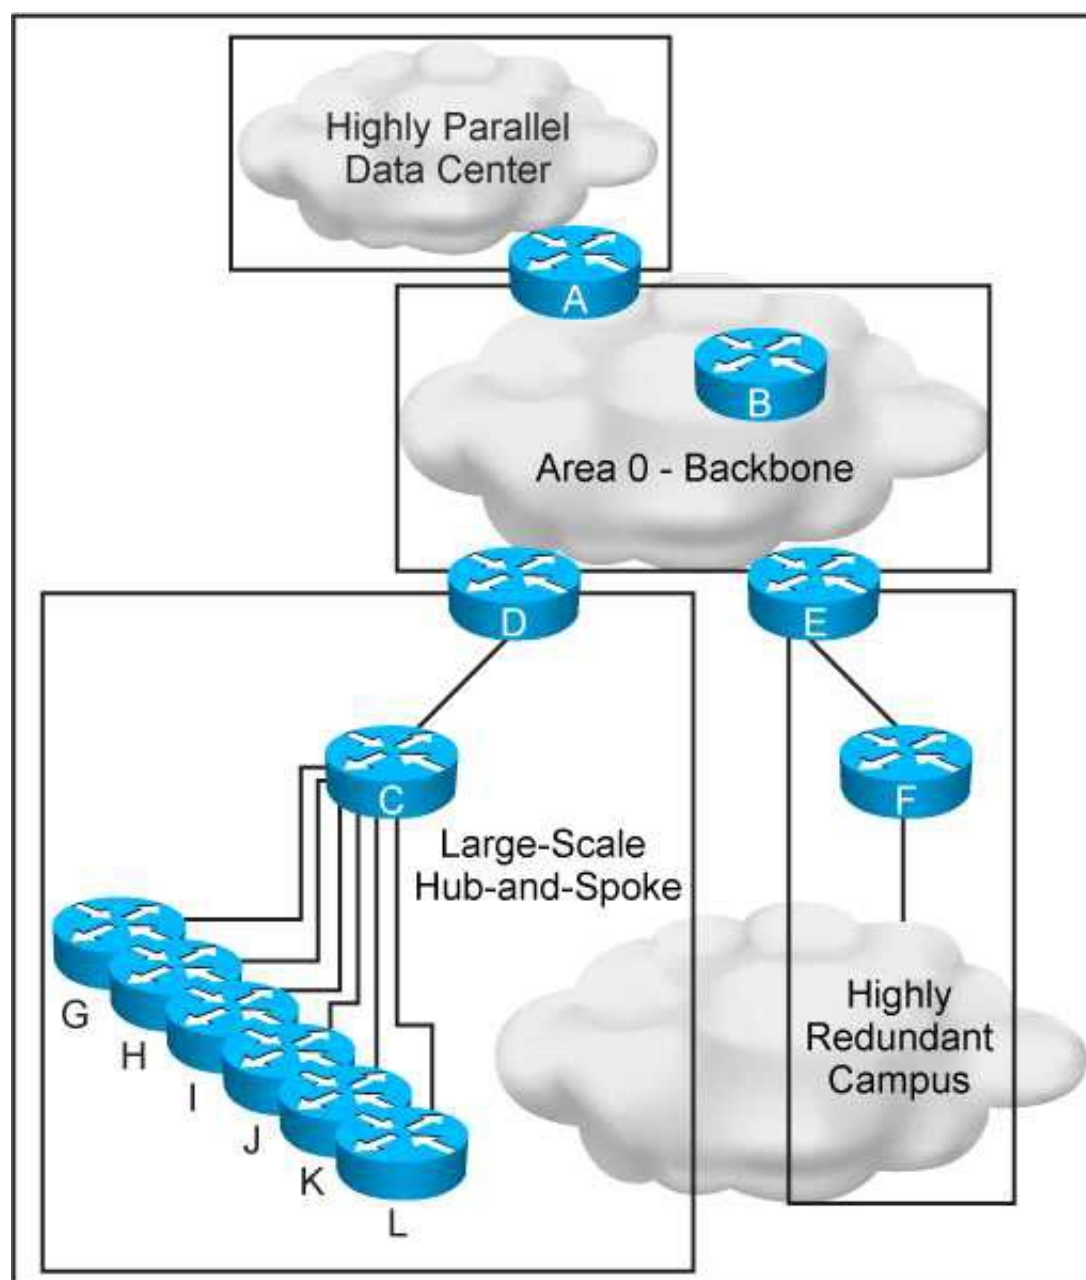 Highly Parallel
Data Center
A
B
Area 0 - Backbone
D
E
C
F
Large-Scale
Hub-and-Spoke
G
H
I
J
K
L
Highly
Redundant
Campus